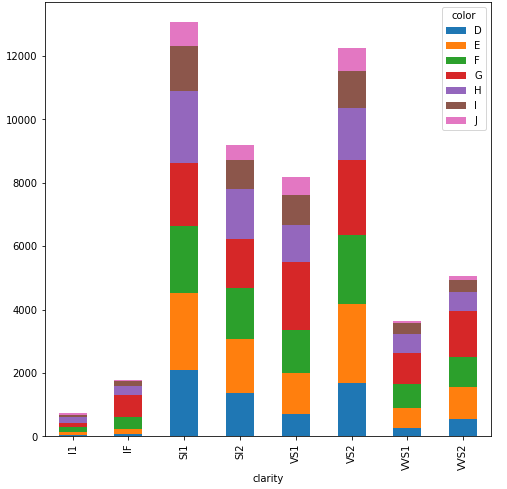 color
D
E
F
G
H
I
J
12000
10000
8000
6000
4000
2000
0
I1
IF
SI1
SI2
VS1
VS2
VVS1
VVS2
clarity